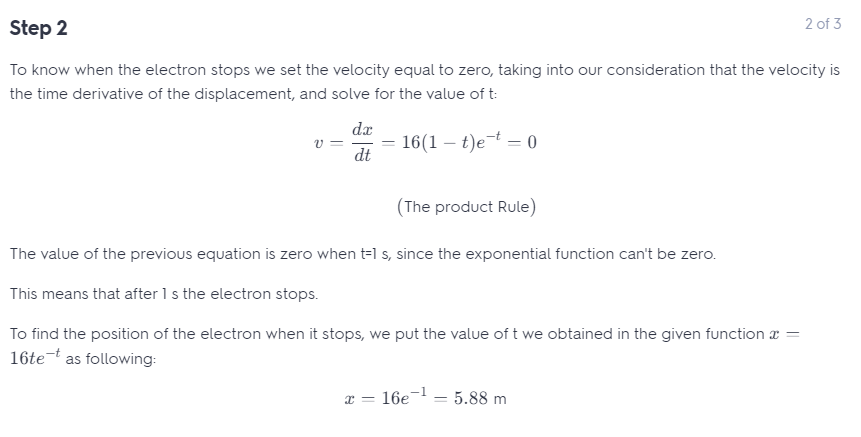 Step 2
2 of 3
To know when the electron stops we set the velocity equal to zero, taking into our consideration that the velocity is
the time derivative of the displacement, and solve for the value of t:
v = dx/dt = 16(1 − t)e^{−t} = 0
(The product Rule)
The value of the previous equation is zero when t=1 s, since the exponential function can't be zero.
This means that after 1 s the electron stops.
To find the position of the electron when it stops, we put the value of t we obtained in the given function x =
16te^{−t} as following:
x = 16e^{−1} = 5.88 m